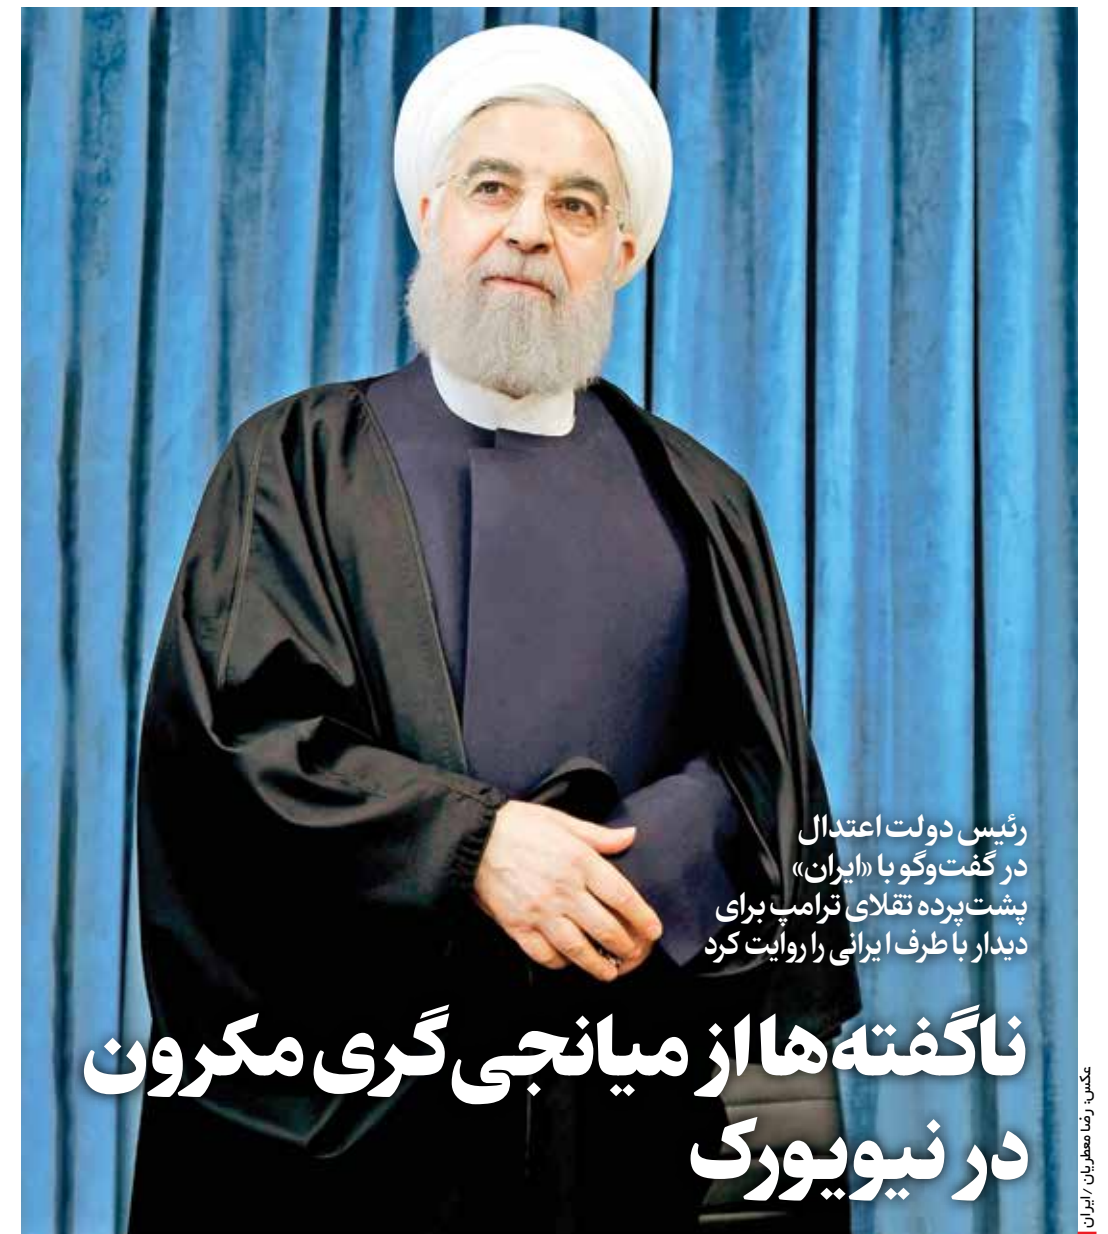 رئیس دولت اعتدال
در گفت‌وگو با «ایران»
پشت‌پرده تقلای ترامپ برای
دیدار با طرف ایرانی را روایت کرد
ناگفته‌ها از میانجی‌گری مکرون
در نیویورک
عکس: رضا معطریان / ایران